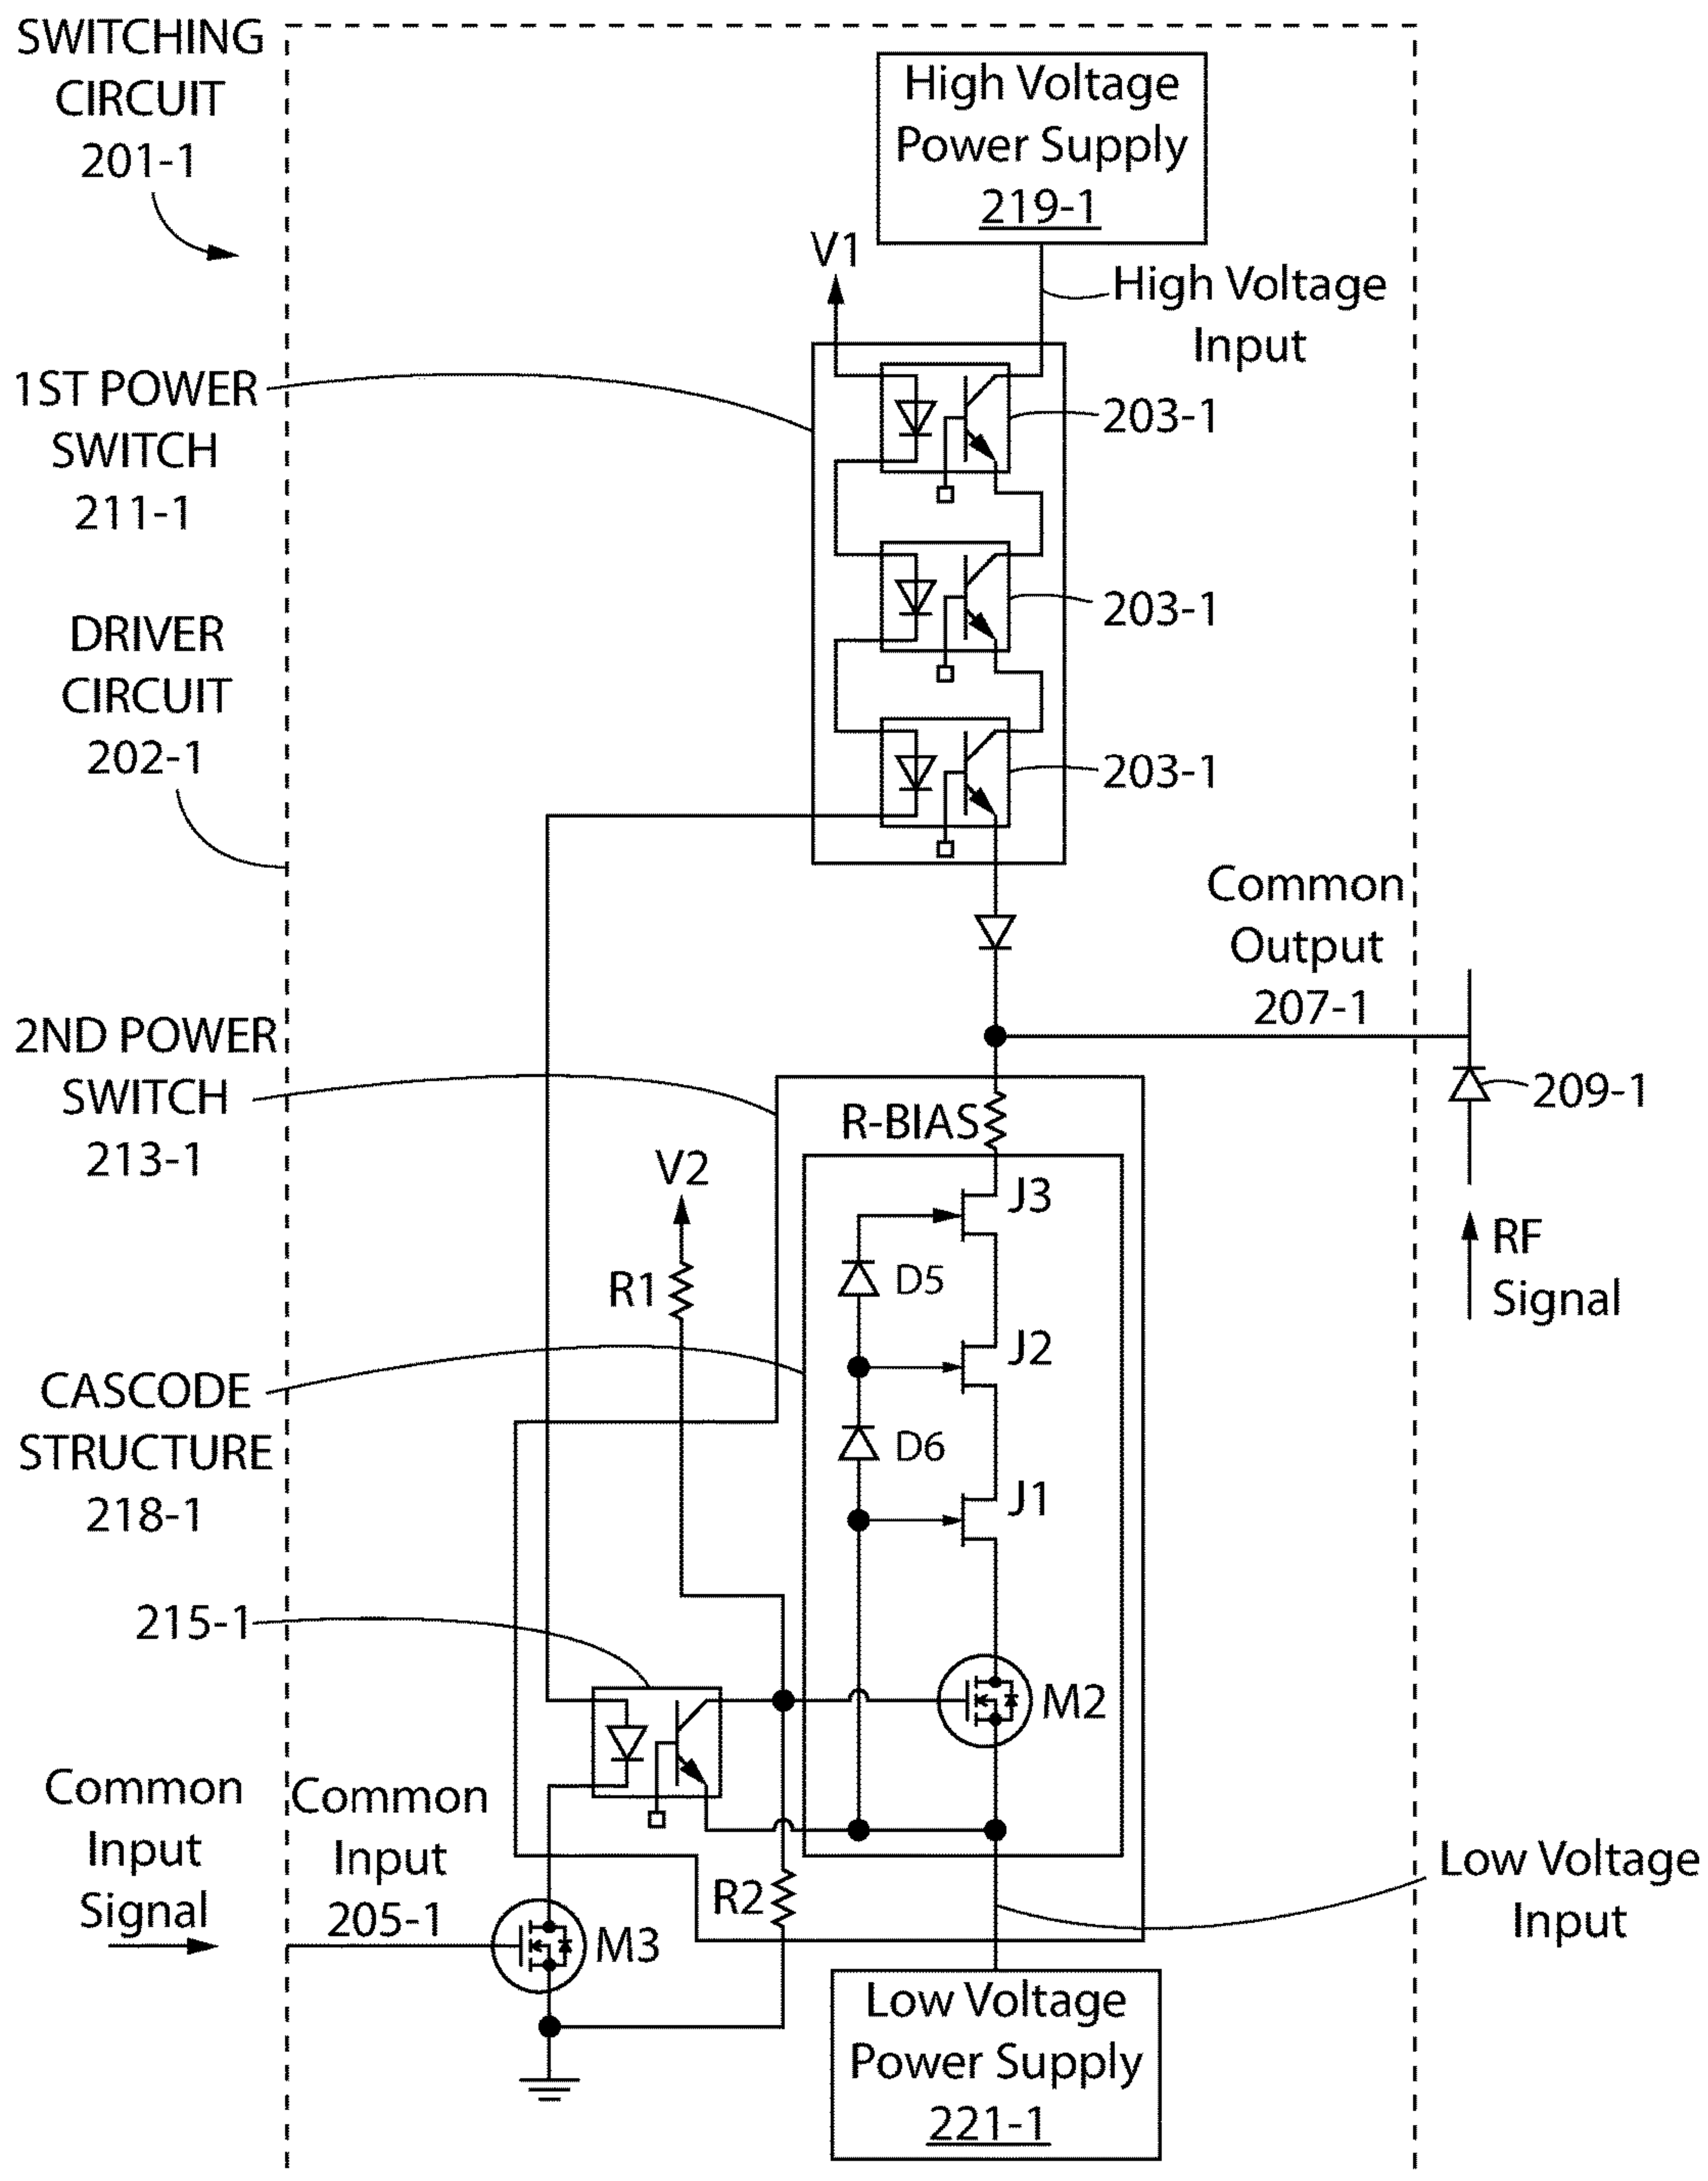 SWITCHING
CIRCUIT
201-1
High Voltage
Power Supply
219-1
V1
High Voltage
Input
1ST POWER
SWITCH
211-1
203-1
203-1
203-1
DRIVER
CIRCUIT
202-1
Common
Output
207-1
2ND POWER
SWITCH
213-1
209-1
R-BIAS
V2
J3
RF
Signal
R1
D5
J2
CASCODE
STRUCTURE
218-1
D6
J1
215-1
M2
Common
Input
Signal
Common
Input
205-1
Low Voltage
Input
R2
M3
Low Voltage
Power Supply
221-1